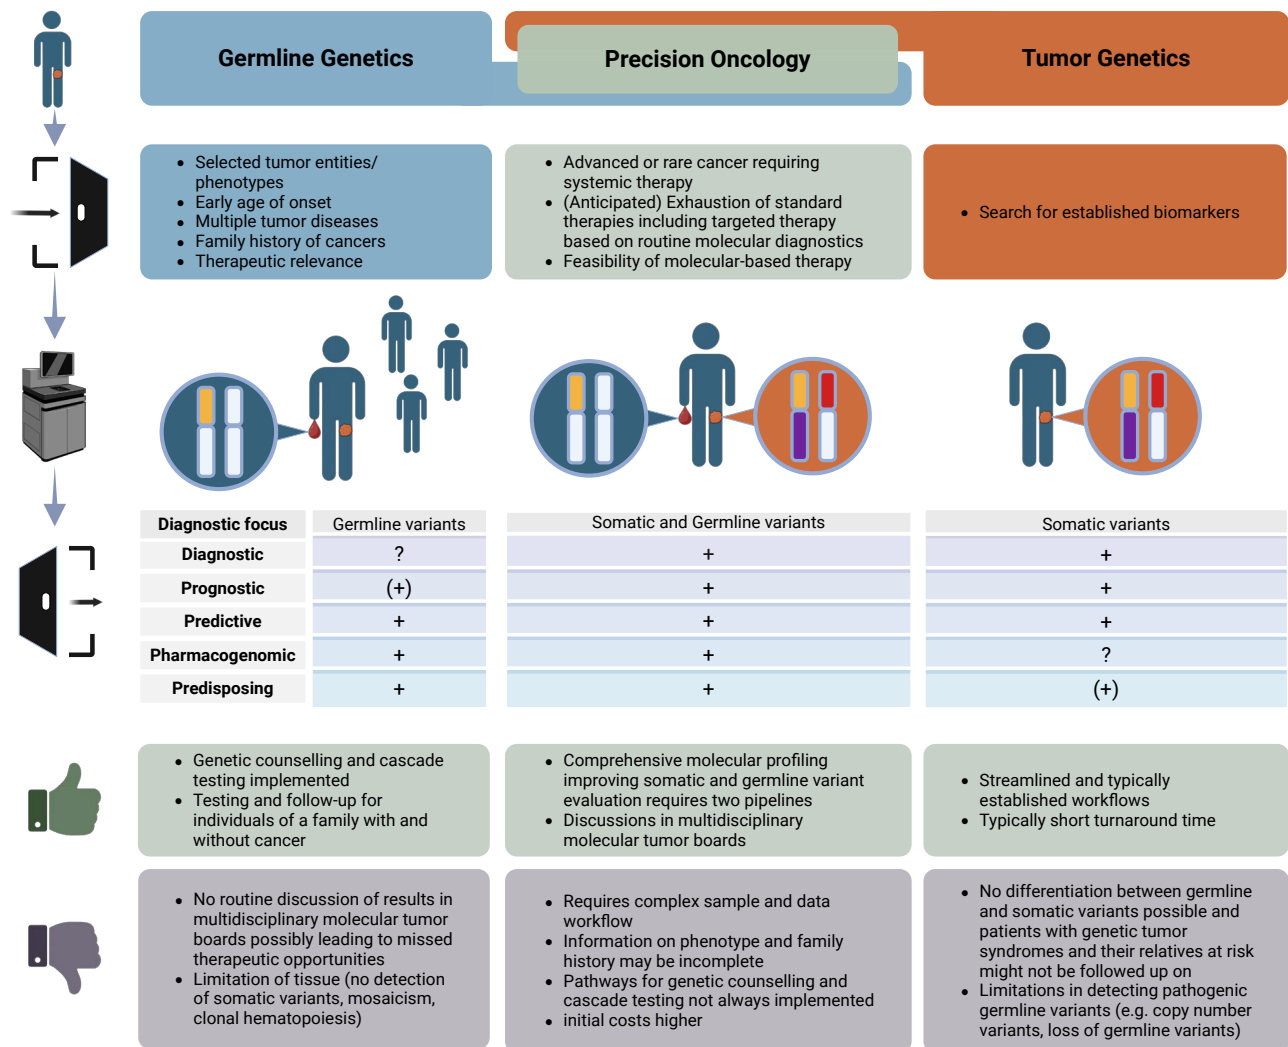 Germline Genetics
Precision Oncology
Tumor Genetics
• Selected tumor entities/
phenotypes
• Early age of onset
• Multiple tumor diseases
• Family history of cancers
• Therapeutic relevance
• Advanced or rare cancer requiring
systemic therapy
• (Anticipated) Exhaustion of standard
therapies including targeted therapy
based on routine molecular diagnostics
• Feasibility of molecular-based therapy
• Search for established biomarkers
Diagnostic focus Germline variants Somatic and Germline variants Somatic variants
Diagnostic ? + +
Prognostic (+) + +
Predictive + + +
Pharmacogenomic + + ?
Predisposing + + (+)
• Genetic counselling and cascade
testing implemented
• Testing and follow-up for
individuals of a family with and
without cancer
• Comprehensive molecular profiling
improving somatic and germline variant
evaluation requires two pipelines
• Discussions in multidisciplinary
molecular tumor boards
• Streamlined and typically
established workflows
• Typically short turnaround time
• No routine discussion of results in
multidisciplinary molecular tumor
boards possibly leading to missed
therapeutic opportunities
• Limitation of tissue (no detection
of somatic variants, mosaicism,
clonal hematopoiesis)
• Requires complex sample and data
workflow
• Information on phenotype and family
history may be incomplete
• Pathways for genetic counselling and
cascade testing not always implemented
• initial costs higher
• No differentiation between germline
and somatic variants possible and
patients with genetic tumor
syndromes and their relatives at risk
might not be followed up on
• Limitations in detecting pathogenic
germline variants (e.g. copy number
variants, loss of germline variants)